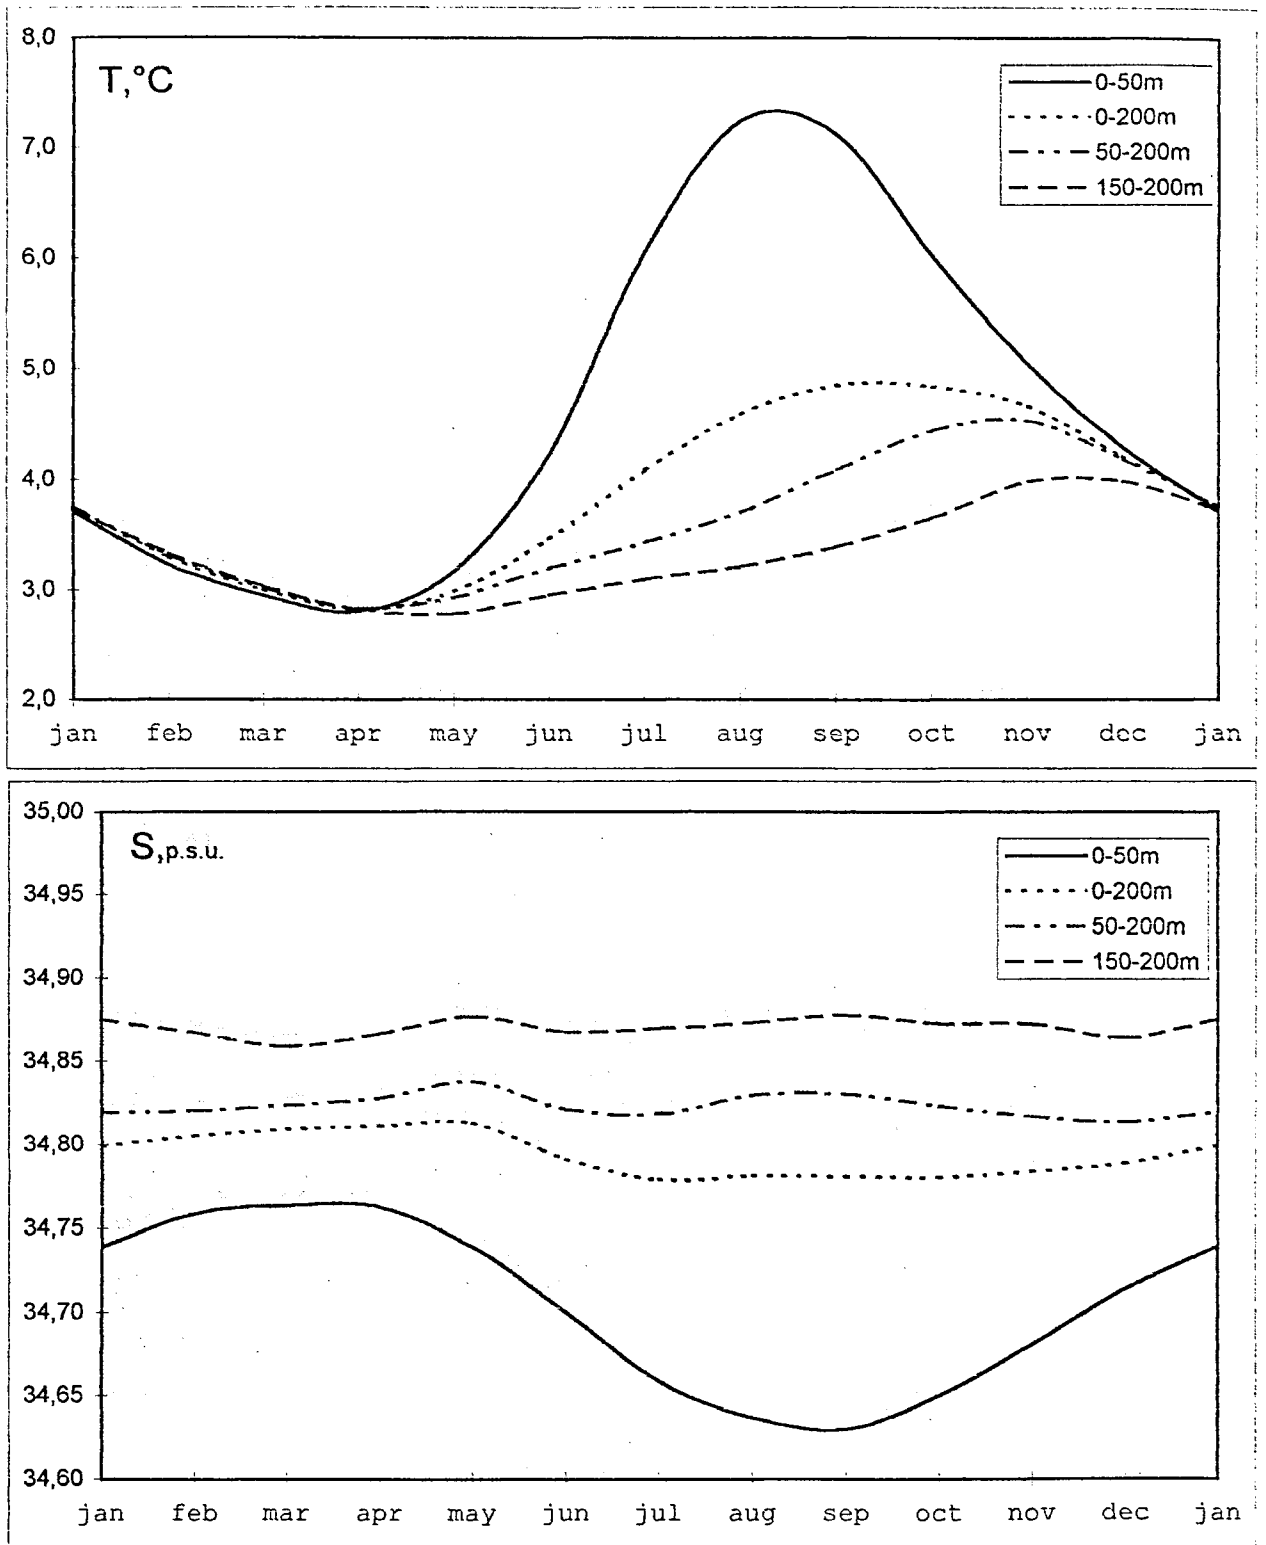 8,0
T,°C
0-50m
0-200m
50-200m
150-200m
7,0
6,0
5,0
4,0
3,0
2,0
jan feb mar apr may jun jul aug sep oct nov dec jan
35,00
S,p.s.u.
0-50m
0-200m
50-200m
150-200m
34,95
34,90
34,85
34,80
34,75
34,70
34,65
34,60
jan feb mar apr may jun jul aug sep oct nov dec jan